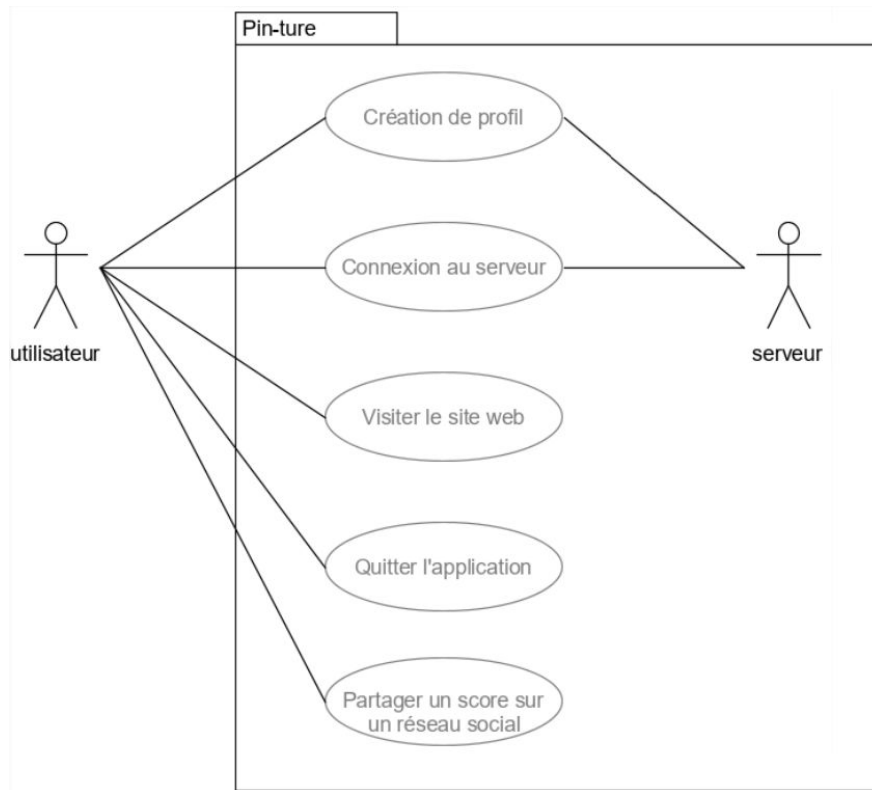 Pin-ture
Création de profil
Connexion au serveur
utilisateur
serveur
Visiter le site web
Quitter l'application
Partager un score sur
un réseau social